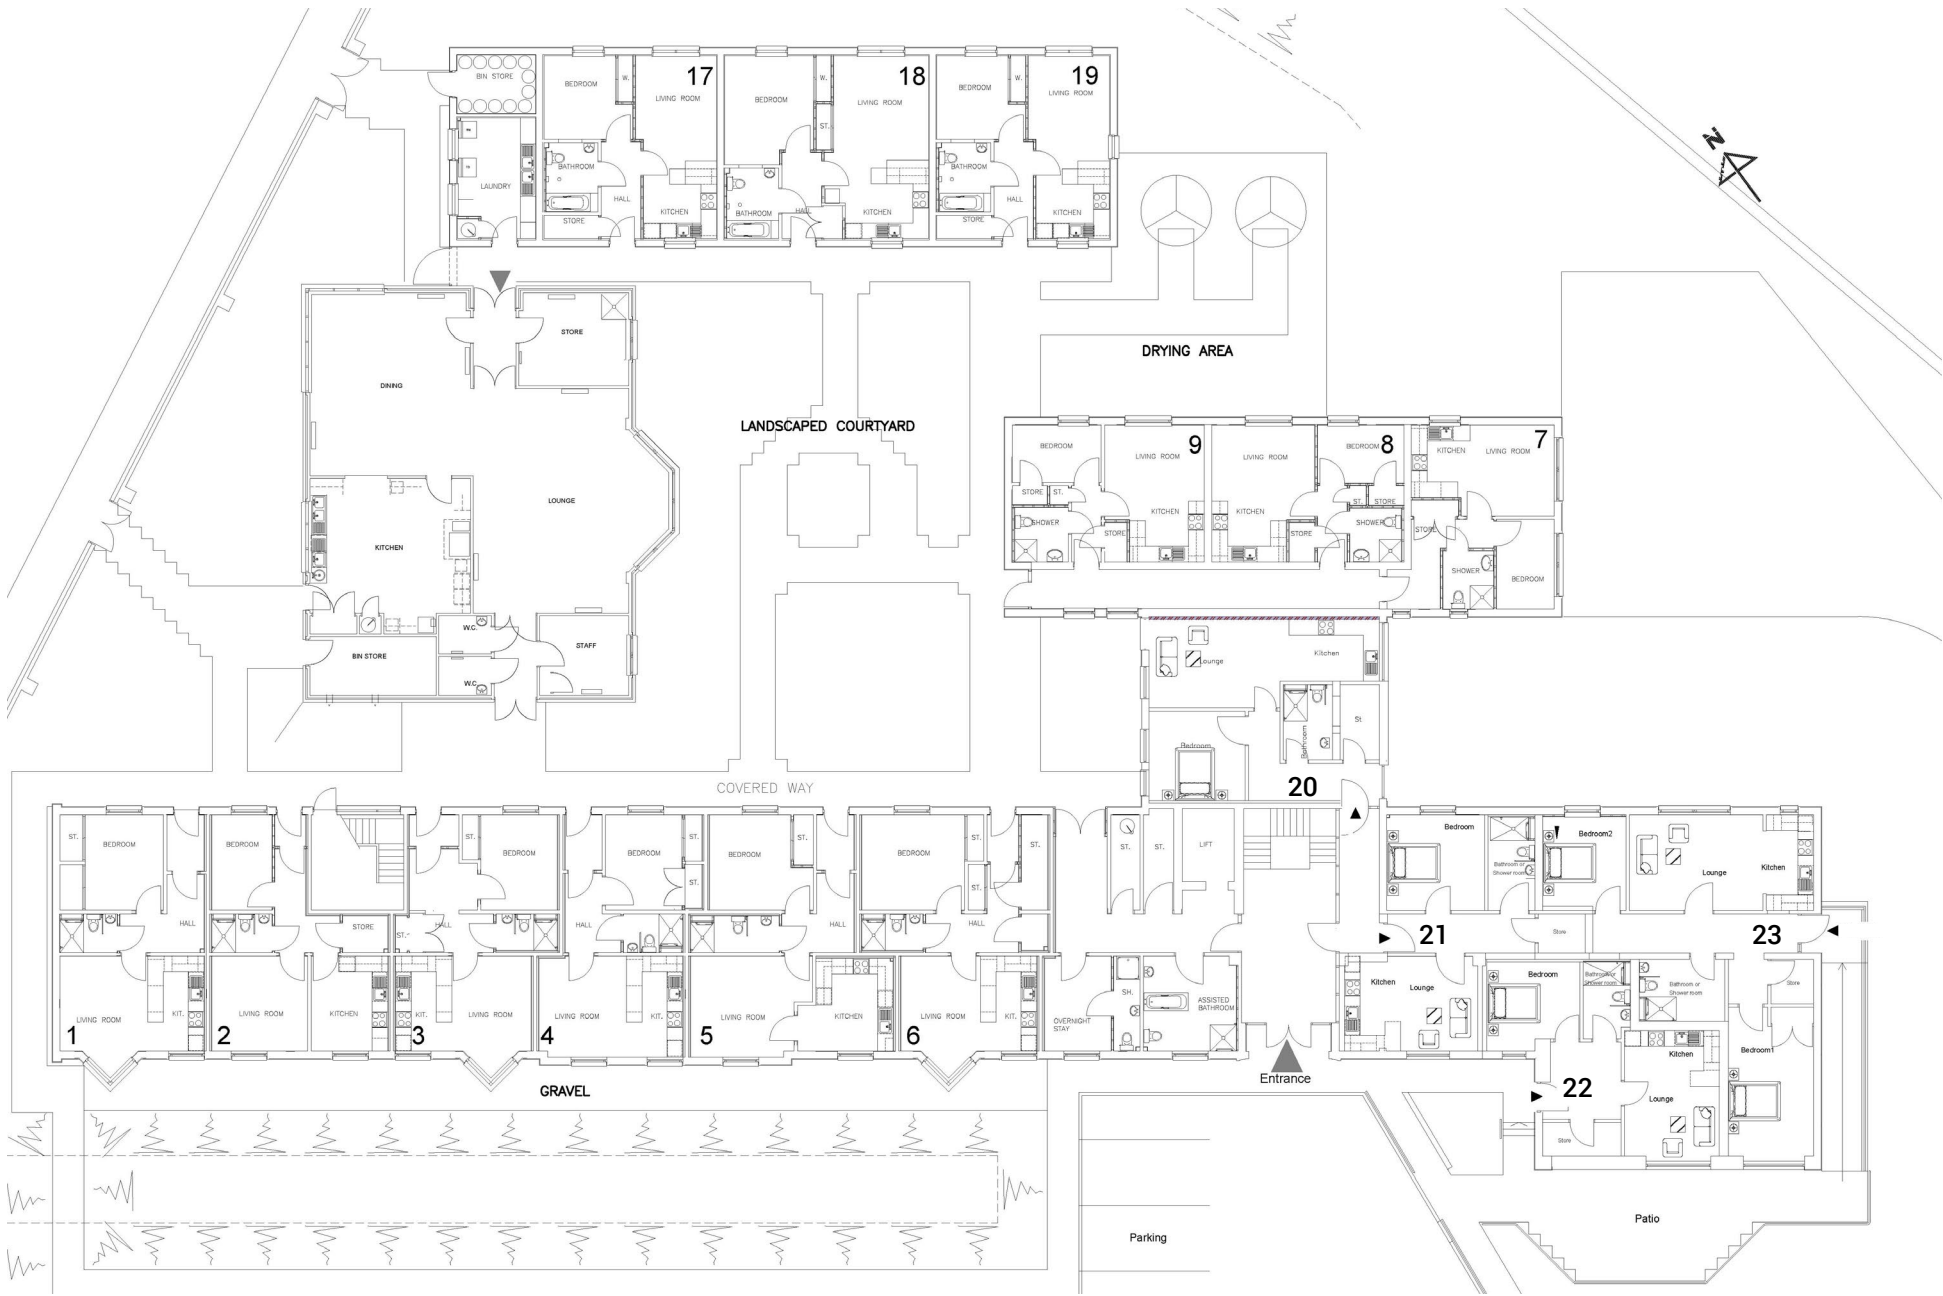 BIN STORE
BEDROOM
W.
17
LIVING ROOM
BEDROOM
W.
18
LIVING ROOM
BEDROOM
W.
19
LIVING ROOM
N
ST.
LAUNDRY
BATHROOM
HALL
STORE
KITCHEN
BATHROOM
HALL
KITCHEN
BATHROOM
HALL
STORE
KITCHEN
STORE
DINING
DRYING AREA
LANDSCAPED COURTYARD
LOUNGE
KITCHEN
BEDROOM
9
LIVING ROOM
LIVING ROOM
BEDROOM
8
7
KITCHEN
LIVING ROOM
STORE
ST.
ST.
STORE
SHOWER
KITCHEN
KITCHEN
SHOWER
STORE
STORE
STORE
SHOWER
BEDROOM
W.C.
STAFF
BIN STORE
W.C.
Lounge
Kitchen
St
Bathroom
Bedroom
20
COVERED WAY
ST.
BEDROOM
BEDROOM
ST.
BEDROOM
BEDROOM
ST.
BEDROOM
ST.
BEDROOM
ST.
ST.
ST.
ST.
LIFT
ST.
ST.
Bedroom
Bathroom or
Shower room
Bedroom2
Lounge
Kitchen
HALL
STORE
ST.
HALL
HALL
HALL
HALL
21
Store
23
LIVING ROOM
KIT.
1
LIVING ROOM
KITCHEN
2
KIT.
LIVING ROOM
3
LIVING ROOM
KIT.
4
LIVING ROOM
KITCHEN
5
LIVING ROOM
KIT.
6
OVERNIGHT
STAY
SH.
ASSISTED
BATHROOM
Kitchen
Lounge
Bedroom
Bathroom or
Shower room
Bathroom or
Shower room
Store
Kitchen
Bedroom1
Lounge
22
Store
Entrance
GRAVEL
Parking
Patio